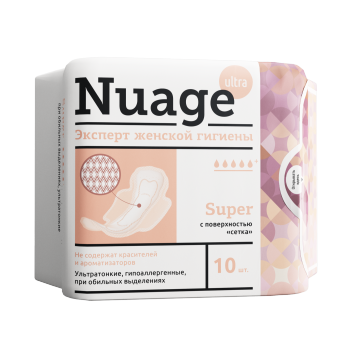 Nuage
ultra
Эксперт женской гигиены
Super
с поверхностью
«сетка»
Не содержат красителей
и ароматизаторов
Ультратонкие, гипоаллергенные,
при обильных выделениях
10 шт.